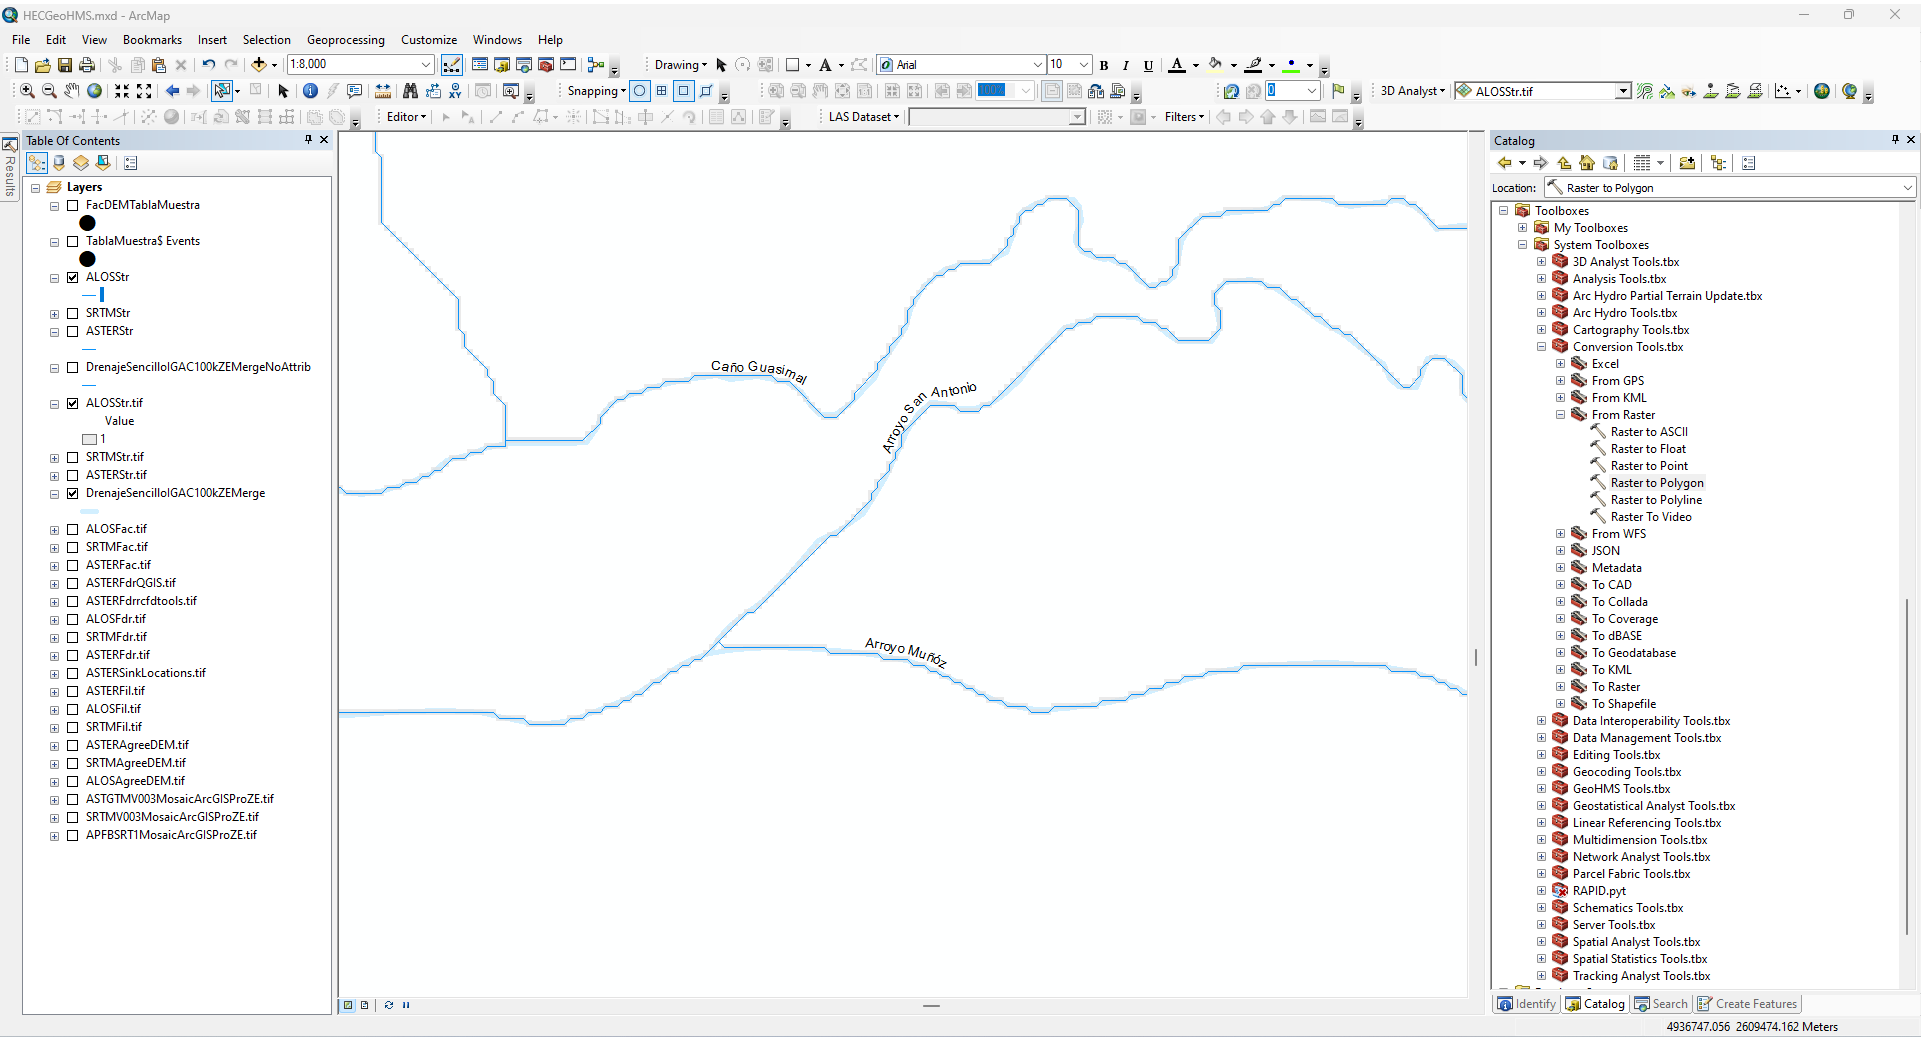 HECGeoHMS.mxd - ArcMap
File Edit View Bookmarks Insert Selection Geoprocessing Customize Windows Help
1:8,000 Drawing Arial 10 B I U A
Snapping 100% 0 3D Analyst ALOSStr.tif
Editor LAS Dataset Filters
Results
Table Of Contents
Layers
FacDEMTablaMuestra
TablaMuestra$ Events
ALOSStr
SRTMStr
ASTERStr
DrenajeSencilloIGAC100kZEMergeNoAttrib
ALOSStr.tif
Value
1
SRTMStr.tif
ASTERStr.tif
DrenajeSencilloIGAC100kZEMerge
ALOSFac.tif
SRTMFac.tif
ASTERFac.tif
ASTERFdrQGIS.tif
ASTERFdrrcfdtools.tif
ALOSFdr.tif
SRTMFdr.tif
ASTERFdr.tif
ASTERSinkLocations.tif
ASTERFil.tif
ALOSFil.tif
SRTMFil.tif
ASTERAgreeDEM.tif
SRTMAgreeDEM.tif
ALOSAgreeDEM.tif
ASTGTMV003MosaicArcGISProZE.tif
SRTMV003MosaicArcGISProZE.tif
APFBSRT1MosaicArcGISProZE.tif
Caño Guasimal
Arroyo San Antonio
Arroyo Muñóz
Catalog
Location: Raster to Polygon
Toolboxes
My Toolboxes
System Toolboxes
3D Analyst Tools.tbx
Analysis Tools.tbx
Arc Hydro Partial Terrain Update.tbx
Arc Hydro Tools.tbx
Cartography Tools.tbx
Conversion Tools.tbx
Excel
From GPS
From KML
From Raster
Raster to ASCII
Raster to Float
Raster to Point
Raster to Polygon
Raster to Polyline
Raster To Video
From WFS
JSON
Metadata
To CAD
To Collada
To Coverage
To dBASE
To Geodatabase
To KML
To Raster
To Shapefile
Data Interoperability Tools.tbx
Data Management Tools.tbx
Editing Tools.tbx
Geocoding Tools.tbx
GeoHMS Tools.tbx
Geostatistical Analyst Tools.tbx
Linear Referencing Tools.tbx
Multidimension Tools.tbx
Network Analyst Tools.tbx
Parcel Fabric Tools.tbx
RAPID.pyt
Schematics Tools.tbx
Server Tools.tbx
Spatial Analyst Tools.tbx
Spatial Statistics Tools.tbx
Tracking Analyst Tools.tbx
Identify Catalog Search Create Features
4936747.056 2609474.162 Meters